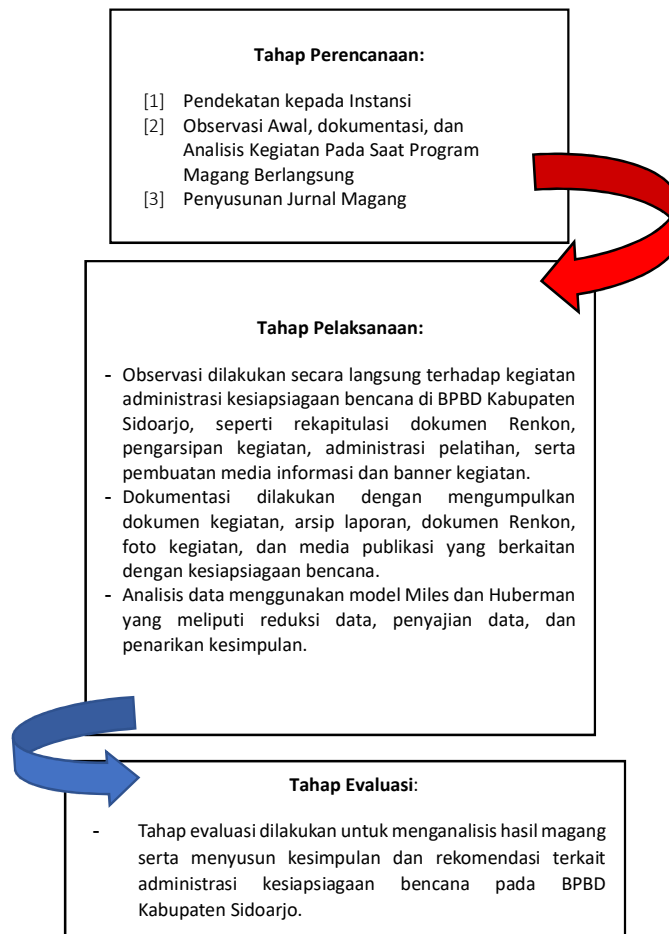 Tahap Perencanaan:
[1] Pendekatan kepada Instansi
[2] Observasi Awal, dokumentasi, dan
Analisis Kegiatan Pada Saat Program
Magang Berlangsung
[3] Penyusunan Jurnal Magang
Tahap Pelaksanaan:
- Observasi dilakukan secara langsung terhadap kegiatan
administrasi kesiapsiagaan bencana di BPBD Kabupaten
Sidoarjo, seperti rekapitulasi dokumen Renkon,
pengarsipan kegiatan, administrasi pelatihan, serta
pembuatan media informasi dan banner kegiatan.
- Dokumentasi dilakukan dengan mengumpulkan
dokumen kegiatan, arsip laporan, dokumen Renkon,
foto kegiatan, dan media publikasi yang berkaitan
dengan kesiapsiagaan bencana.
- Analisis data menggunakan model Miles dan Huberman
yang meliputi reduksi data, penyajian data, dan
penarikan kesimpulan.
Tahap Evaluasi:
- Tahap evaluasi dilakukan untuk menganalisis hasil magang
serta menyusun kesimpulan dan rekomendasi terkait
administrasi kesiapsiagaan bencana pada BPBD
Kabupaten Sidoarjo.